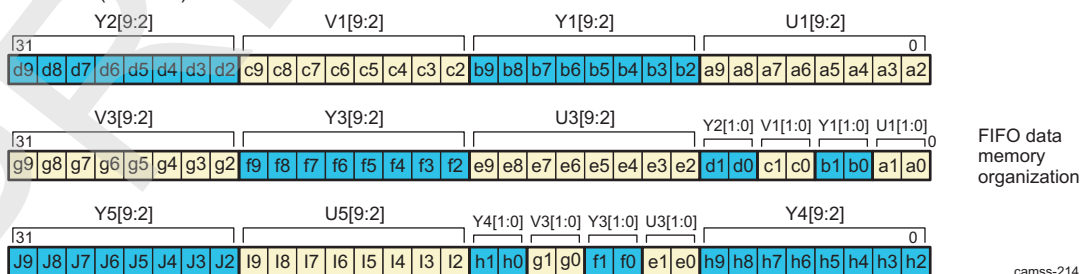 Y2[9:2] V1[9:2] Y1[9:2] U1[9:2]
31 0
d9 d8 d7 d6 d5 d4 d3 d2 c9 c8 c7 c6 c5 c4 c3 c2 b9 b8 b7 b6 b5 b4 b3 b2 a9 a8 a7 a6 a5 a4 a3 a2
V3[9:2] Y3[9:2] U3[9:2] Y2[1:0] V1[1:0] Y1[1:0] U1[1:0]
31 0
g9 g8 g7 g6 g5 g4 g3 g2 f9 f8 f7 f6 f5 f4 f3 f2 e9 e8 e7 e6 e5 e4 e3 e2 d1 d0 c1 c0 b1 b0 a1 a0
FIFO data
memory
organization
Y5[9:2] U5[9:2] Y4[1:0] V3[1:0] Y3[1:0] U3[1:0] Y4[9:2]
31 0
J9 J8 J7 J6 J5 J4 J3 J2 I9 I8 I7 I6 I5 I4 I3 I2 h1 h0 g1 g0 f1 f0 e1 e0 h9 h8 h7 h6 h5 h4 h3 h2
camss-214